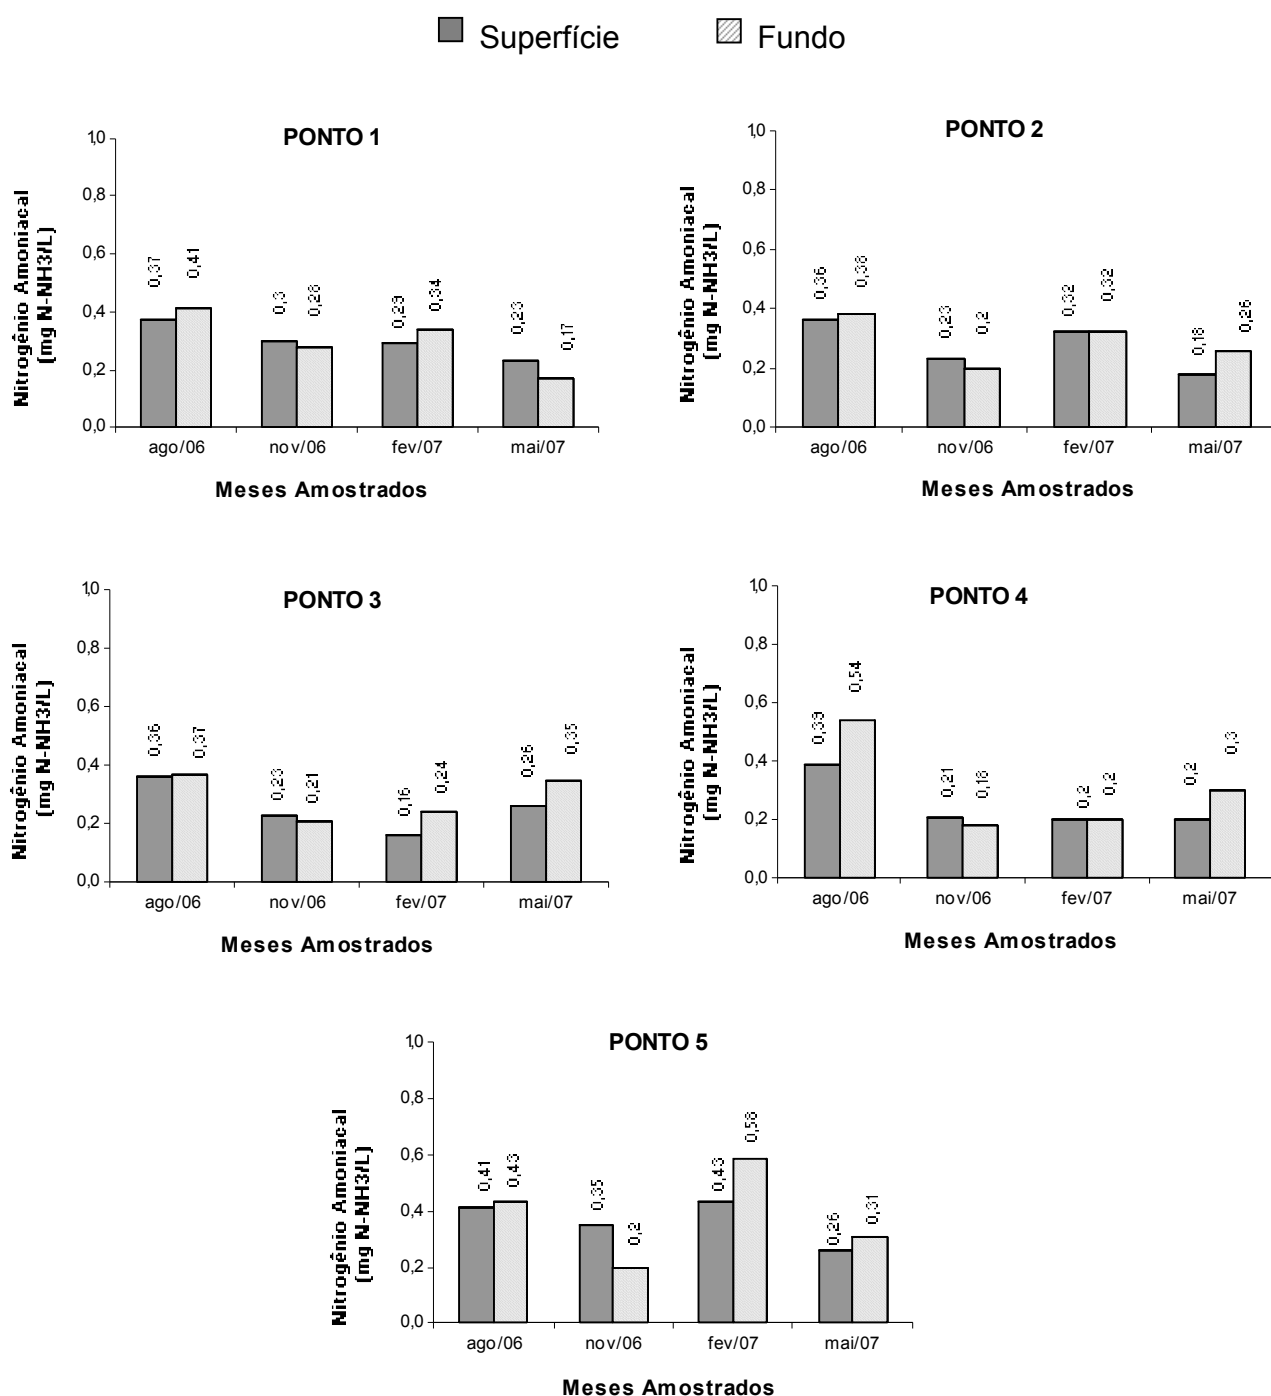 Superfície Fundo
PONTO 1
Nitrogênio Amoniacal
(mg N-NH3/L)
1,0
0,8
0,6
0,4
0,2
0,0
0,37 0,41 0,3 0,28 0,29 0,34 0,23 0,17
ago/06 nov/06 fev/07 mai/07
Meses Amostrados
PONTO 2
Nitrogênio Amoniacal
(mg N-NH3/L)
1,0
0,8
0,6
0,4
0,2
0,0
0,36 0,38 0,23 0,2 0,32 0,32 0,18 0,26
ago/06 nov/06 fev/07 mai/07
Meses Amostrados
PONTO 3
Nitrogênio Amoniacal
(mg N-NH3/L)
1,0
0,8
0,6
0,4
0,2
0,0
0,36 0,37 0,23 0,21 0,16 0,24 0,26 0,35
ago/06 nov/06 fev/07 mai/07
Meses Amostrados
PONTO 4
Nitrogênio Amoniacal
(mg N-NH3/L)
1,0
0,8
0,6
0,4
0,2
0,0
0,39 0,54 0,21 0,18 0,2 0,2 0,2 0,3
ago/06 nov/06 fev/07 mai/07
Meses Amostrados
PONTO 5
Nitrogênio Amoniacal
(mg N-NH3/L)
1,0
0,8
0,6
0,4
0,2
0,0
0,41 0,43 0,35 0,2 0,43 0,58 0,26 0,31
ago/06 nov/06 fev/07 mai/07
Meses Amostrados